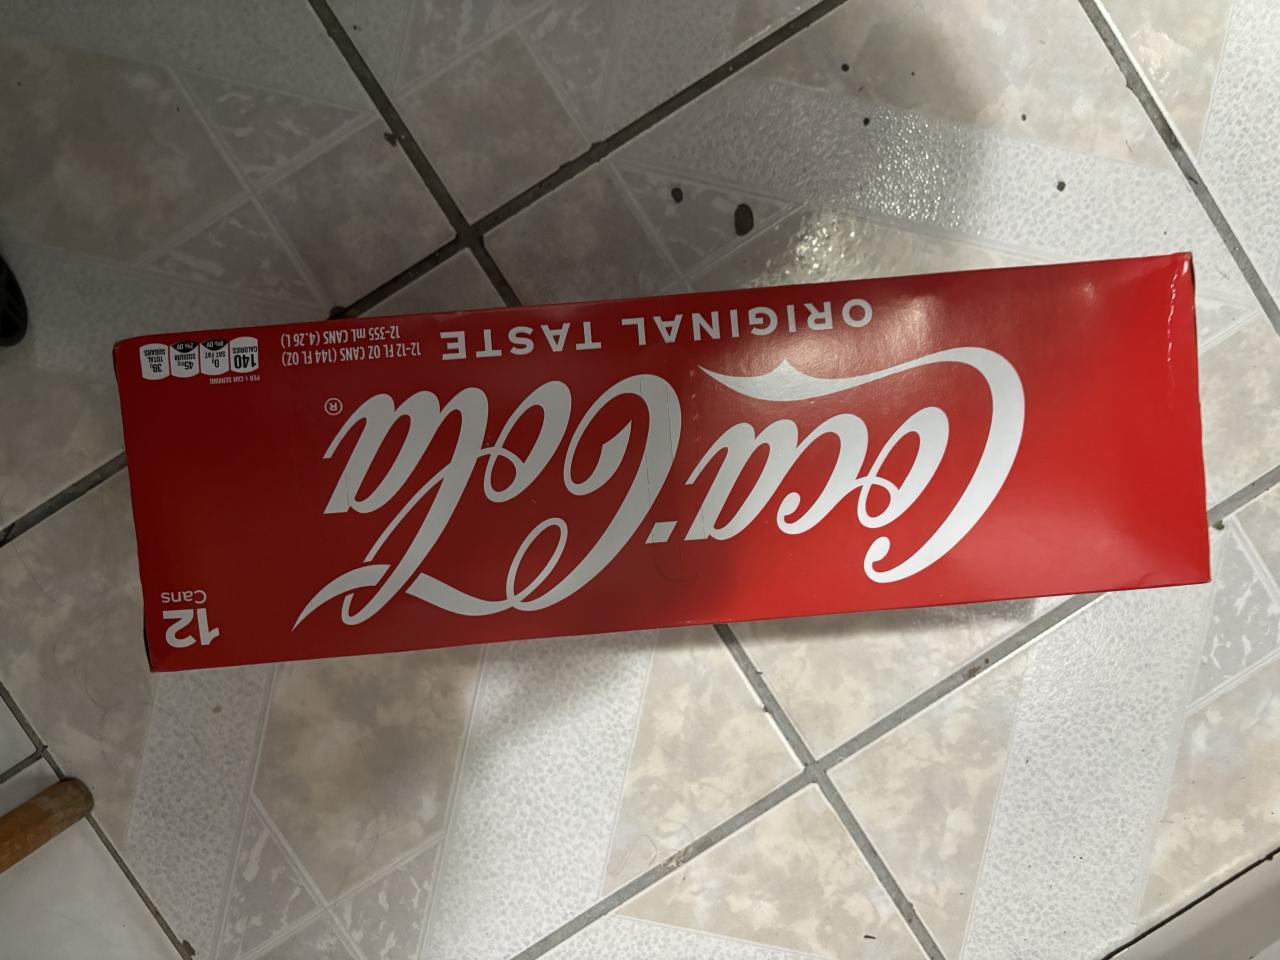 Coca-Cola®
ORIGINAL TASTE
12-12 FL OZ CANS (144 FL OZ)
12-355 mL CANS (4.26 L)
PER 1 CAN SERVING
140
CALORIES
0g
SAT FAT
0% DV
45mg
SODIUM
2% DV
39g
TOTAL
SUGARS
12
Cans